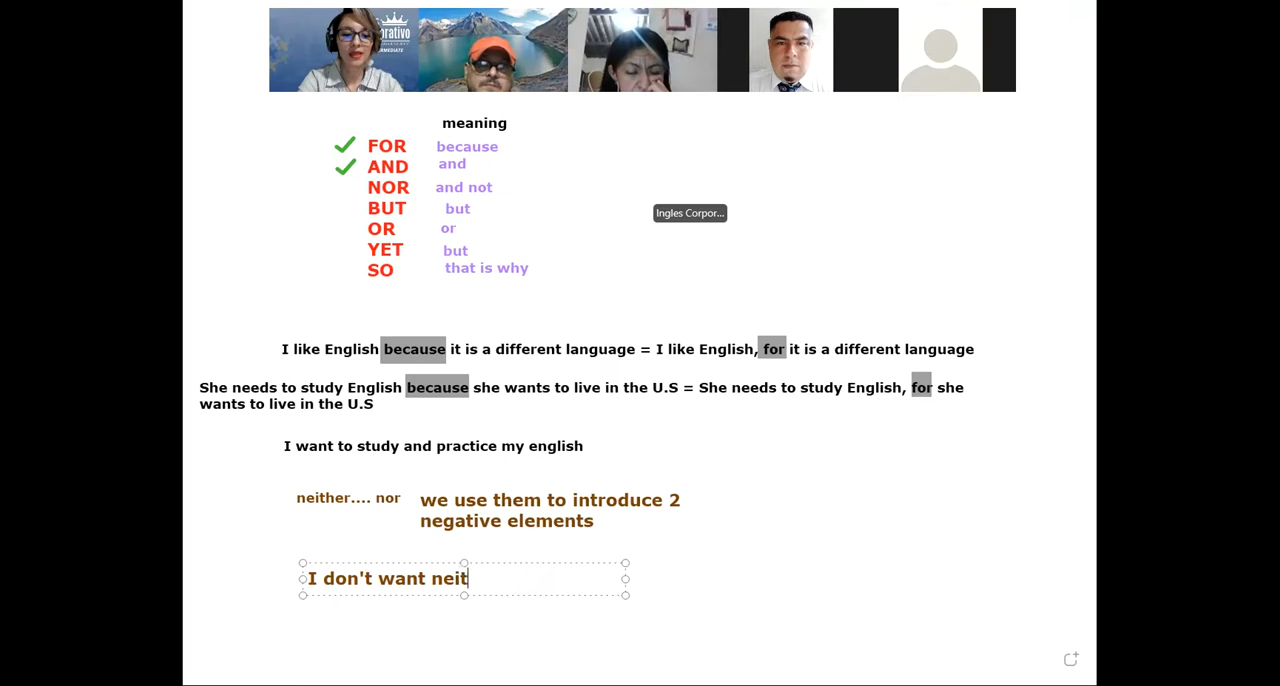 orativo
MEDIATE
meaning
FOR because
AND and
NOR and not
BUT but
OR or
YET but
SO that is why
Ingles Corpor...
I like English because it is a different language = I like English, for it is a different language
She needs to study English because she wants to live in the U.S = She needs to study English, for she
wants to live in the U.S
I want to study and practice my english
neither.... nor we use them to introduce 2
negative elements
I don't want neit